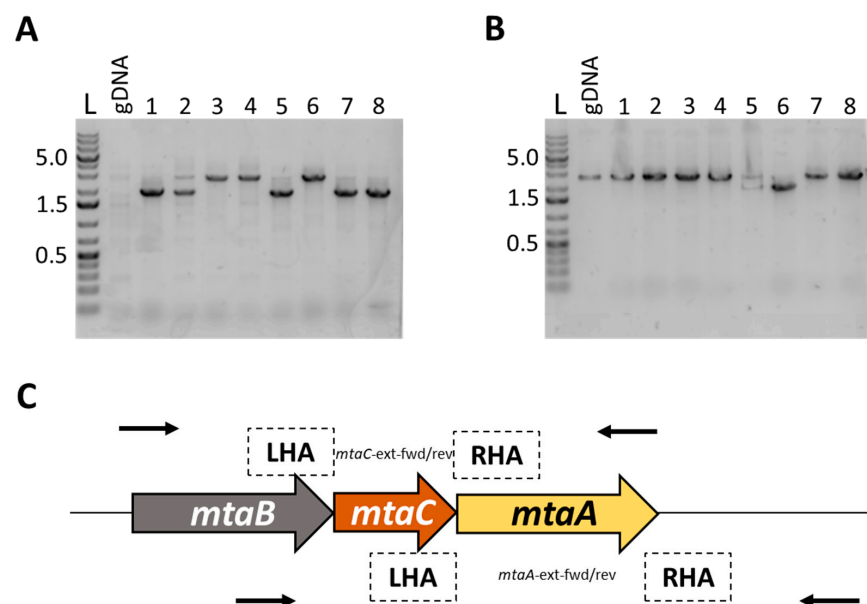 A
L gDNA 1 2 3 4 5 6 7 8
5.0
1.5
0.5
B
L gDNA 1 2 3 4 5 6 7 8
5.0
1.5
0.5
C
LHA mtaC-ext-fwd/rev RHA
mtaB mtaC mtaA
LHA mtaA-ext-fwd/rev RHA